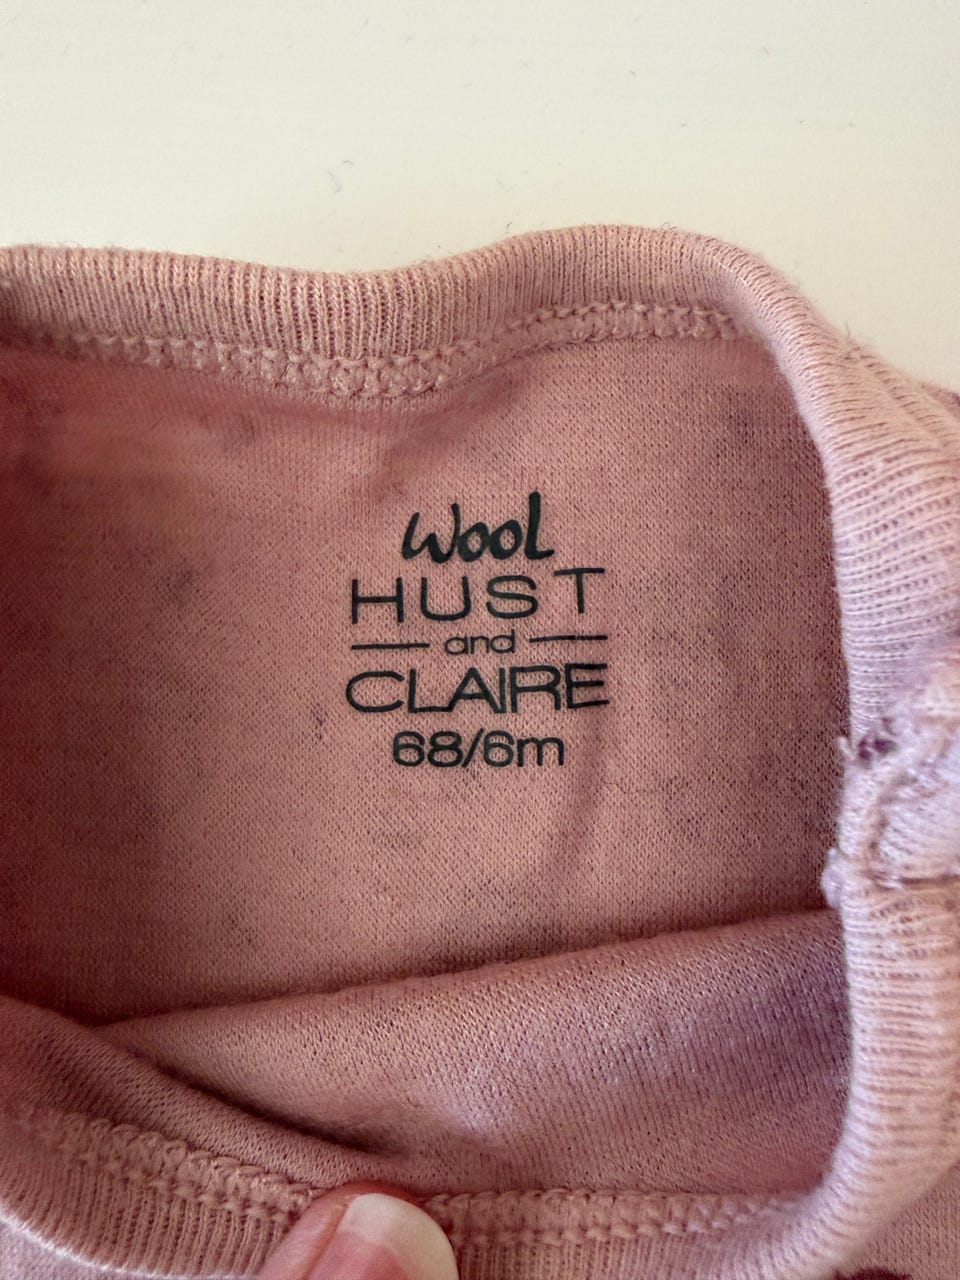 Wool
HUST
and
CLAIRE
68/6m